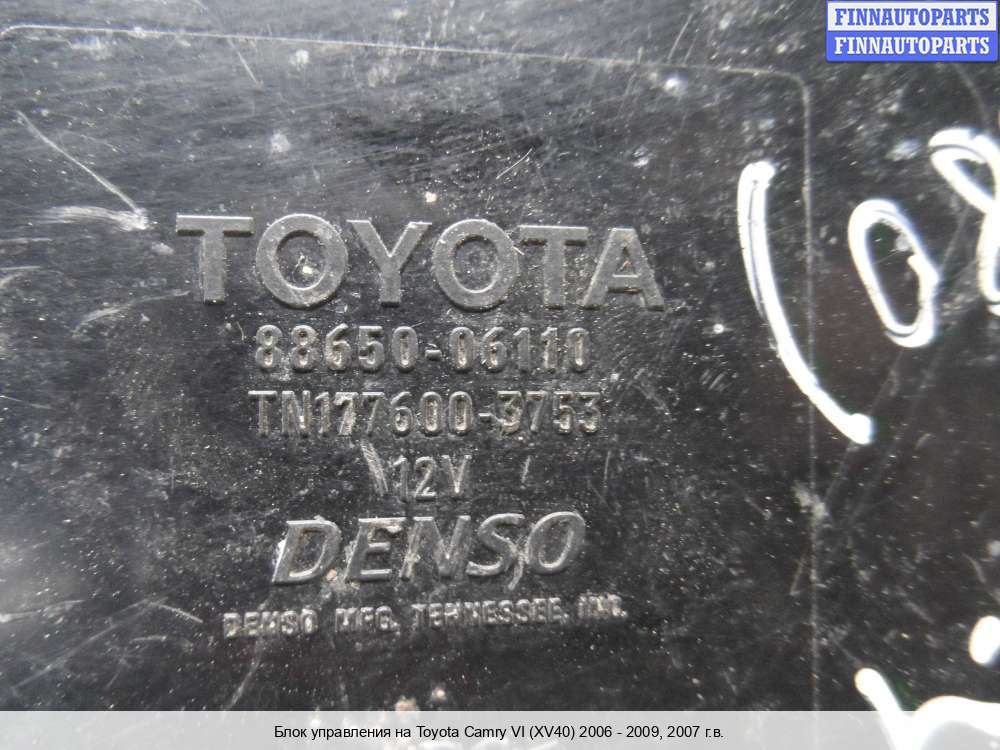 FINNAUTOPARTS
FINNAUTOPARTS
TOYOTA
88650-06110
TN177600-3753
12V
DENSO
DENSO MFG. TENNESSEE, INC.
Блок управления на Toyota Camry VI (XV40) 2006 - 2009, 2007 г.в.